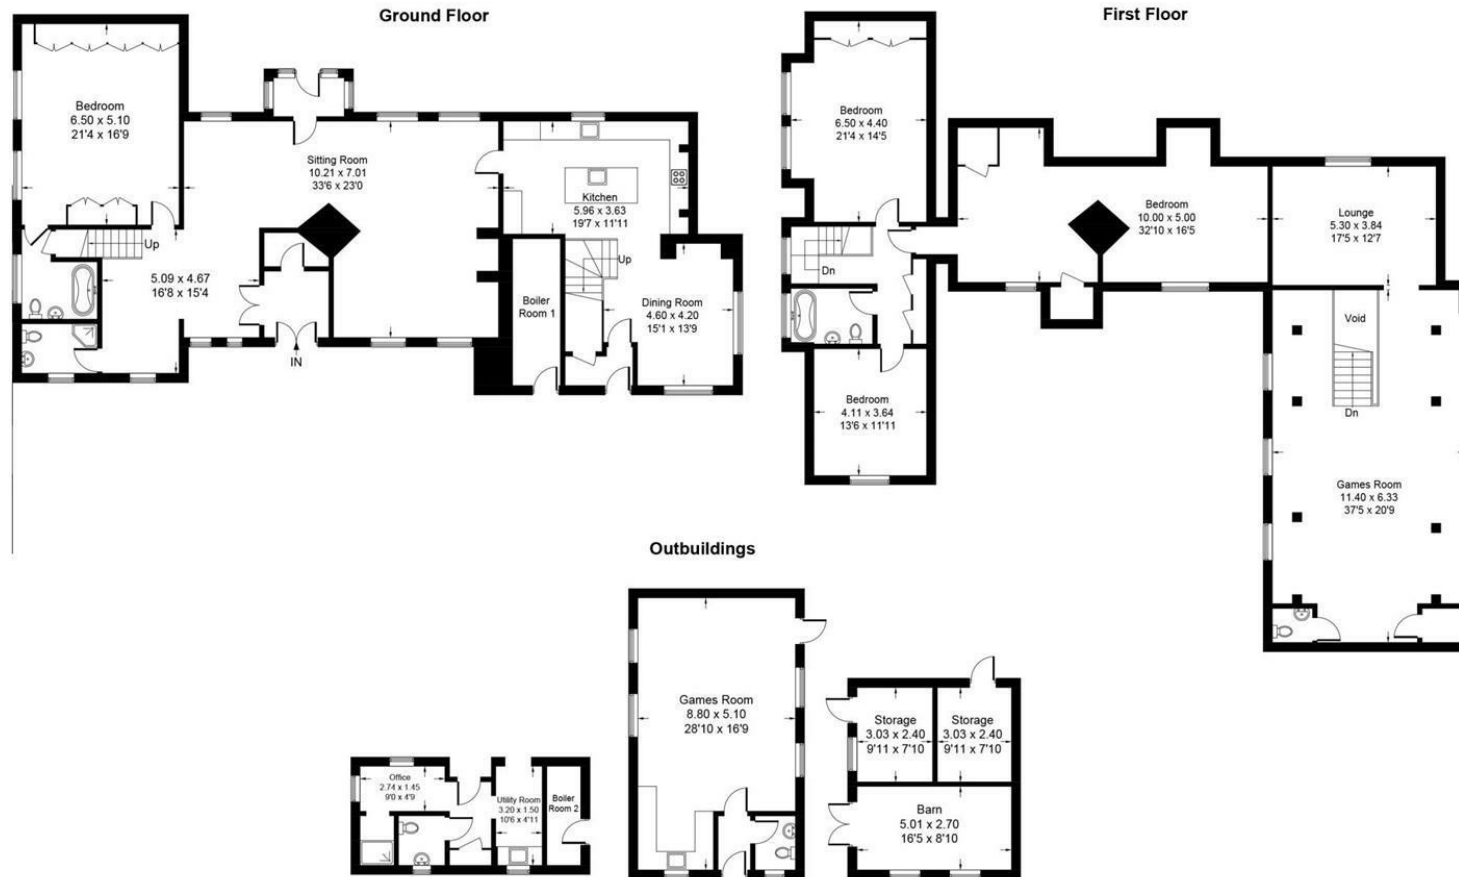 Ground Floor
Bedroom
6.50 x 5.10
21'4 x 16'9
Sitting Room
10.21 x 7.01
33'6 x 23'0
Kitchen
5.96 x 3.63
19'7 x 11'11
Up
5.09 x 4.67
16'8 x 15'4
Up
Boiler
Room 1
Dining Room
4.60 x 4.20
15'1 x 13'9
IN
First Floor
Bedroom
6.50 x 4.40
21'4 x 14'5
Bedroom
10.00 x 5.00
32'10 x 16'5
Lounge
5.30 x 3.84
17'5 x 12'7
Dn
Void
Dn
Bedroom
4.11 x 3.64
13'6 x 11'11
Games Room
11.40 x 6.33
37'5 x 20'9
Outbuildings
Games Room
8.80 x 5.10
28'10 x 16'9
Storage
3.03 x 2.40
9'11 x 7'10
Storage
3.03 x 2.40
9'11 x 7'10
Office
2.74 x 1.45
9'0 x 4'9
Utility Room
3.20 x 1.50
10'6 x 4'11
Boiler
Room 2
Barn
5.01 x 2.70
16'5 x 8'10